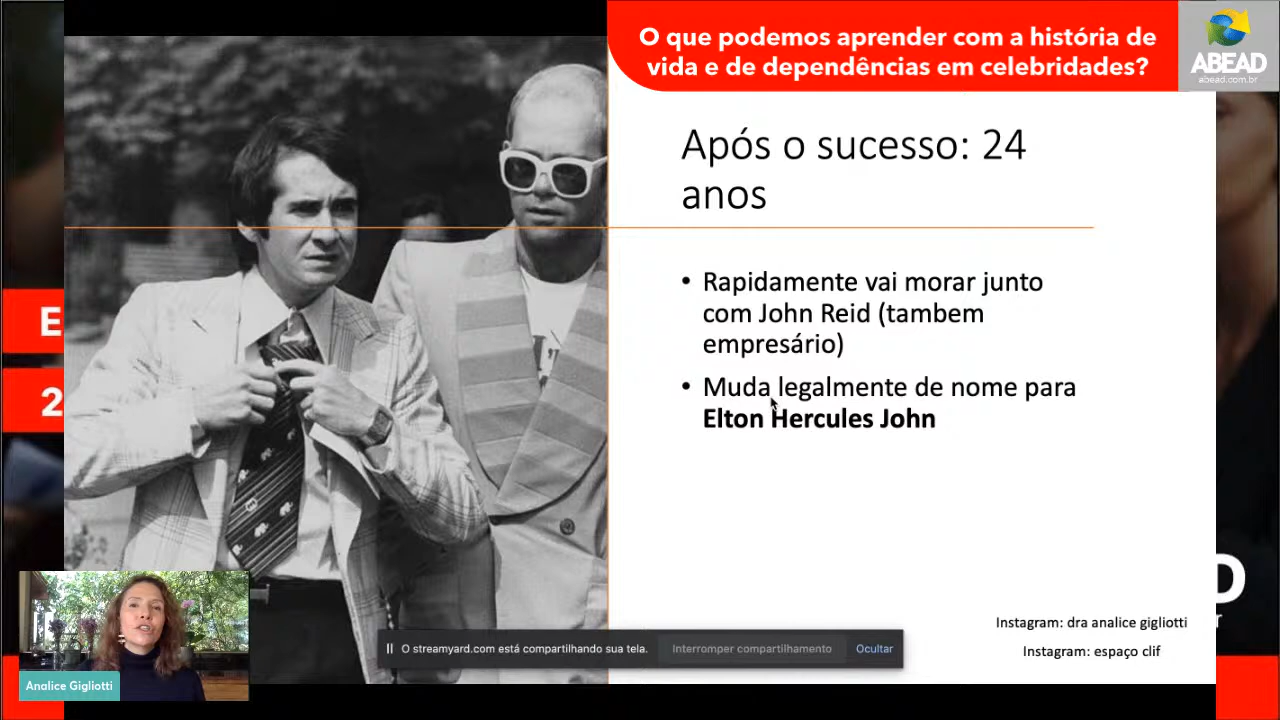 O que podemos aprender com a história de
vida e de dependências em celebridades?
ABEAD
abead.com.br
Após o sucesso: 24
anos
• Rapidamente vai morar junto
com John Reid (tambem
empresário)
• Muda legalmente de nome para
Elton Hercules John
E
2
D
Instagram: dra analice gigliotti
Instagram: espaço clif
O streamyard.com está compartilhando sua tela.
Interromper compartilhamento
Ocultar
Analice Gigliotti